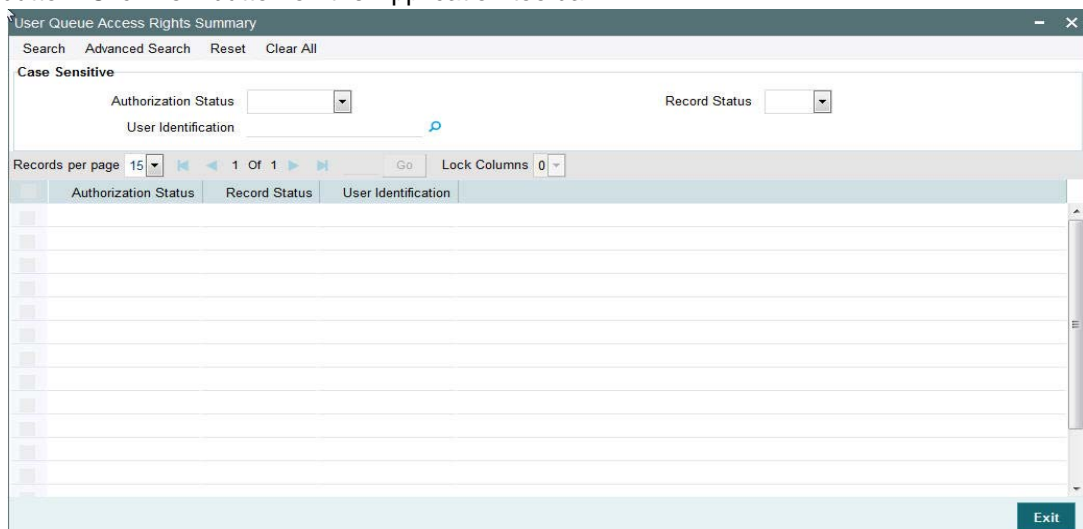 User Queue Access Rights Summary
Search Advanced Search Reset Clear All
Case Sensitive
Authorization Status Record Status
User Identification
Records per page 15 1 Of 1 Go Lock Columns 0
Authorization Status Record Status User Identification
Exit